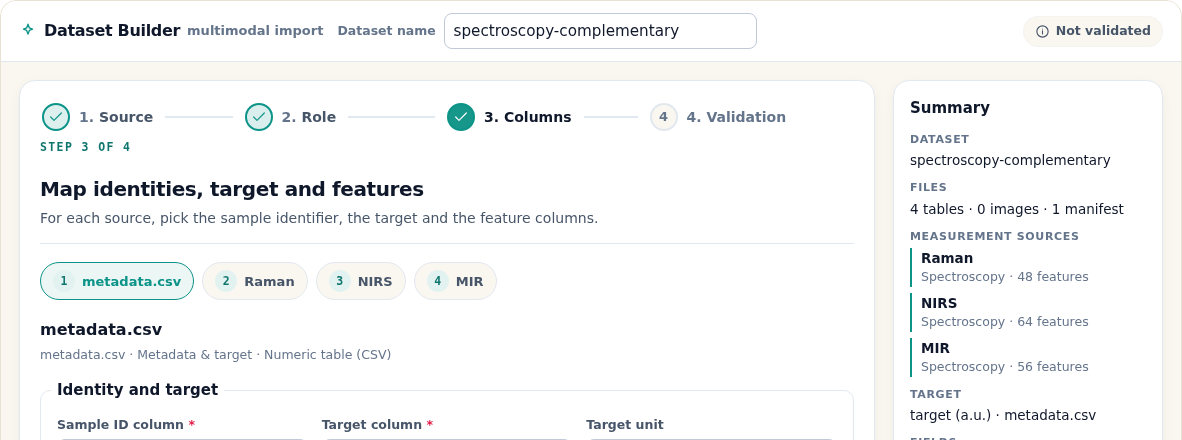 Dataset Builder multimodal import Dataset name spectroscopy-complementary Not validated
1. Source 2. Role 3. Columns 4 4. Validation
STEP 3 OF 4
Map identities, target and features
For each source, pick the sample identifier, the target and the feature columns.
1 metadata.csv 2 Raman 3 NIRS 4 MIR
metadata.csv
metadata.csv · Metadata & target · Numeric table (CSV)
Identity and target
Sample ID column * Target column * Target unit
Summary
DATASET
spectroscopy-complementary
FILES
4 tables · 0 images · 1 manifest
MEASUREMENT SOURCES
Raman
Spectroscopy · 48 features
NIRS
Spectroscopy · 64 features
MIR
Spectroscopy · 56 features
TARGET
target (a.u.) · metadata.csv